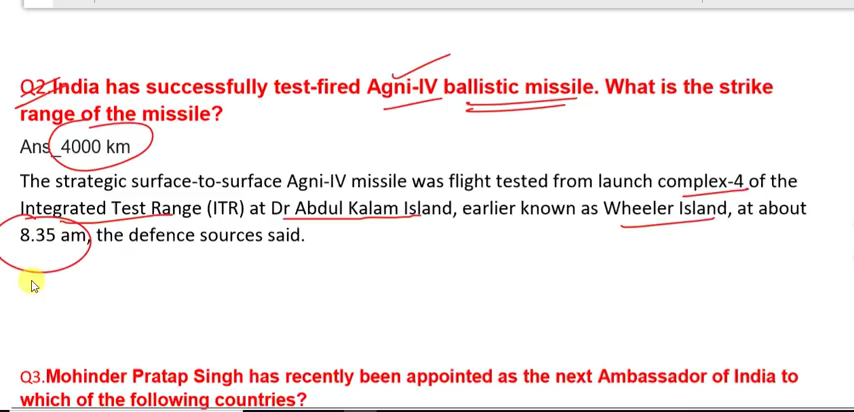 Q2.India has successfully test-fired Agni-IV ballistic missile. What is the strike
range of the missile?
Ans_4000 km
The strategic surface-to-surface Agni-IV missile was flight tested from launch complex-4 of the
Integrated Test Range (ITR) at Dr Abdul Kalam Island, earlier known as Wheeler Island, at about
8.35 am, the defence sources said.
Q3.Mohinder Pratap Singh has recently been appointed as the next Ambassador of India to
which of the following countries?